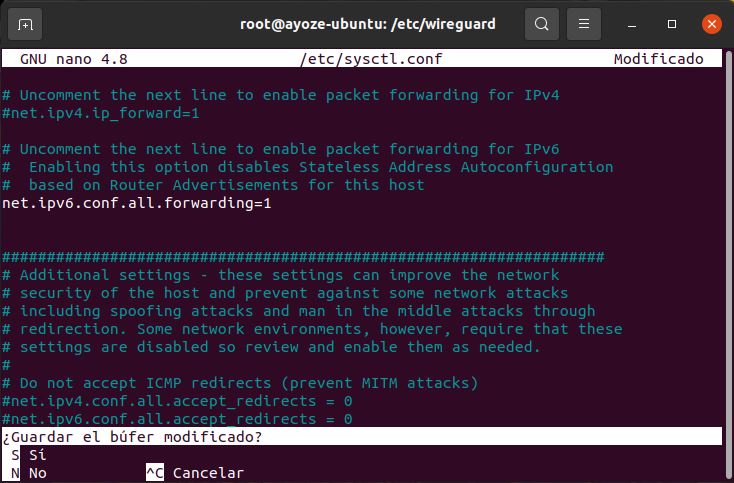 root@ayoze-ubuntu: /etc/wireguard
GNU nano 4.8 /etc/sysctl.conf Modificado
# Uncomment the next line to enable packet forwarding for IPv4
#net.ipv4.ip_forward=1
# Uncomment the next line to enable packet forwarding for IPv6
#  Enabling this option disables Stateless Address Autoconfiguration
#  based on Router Advertisements for this host
net.ipv6.conf.all.forwarding=1
###################################################################
# Additional settings - these settings can improve the network
# security of the host and prevent against some network attacks
# including spoofing attacks and man in the middle attacks through
# redirection. Some network environments, however, require that these
# settings are disabled so review and enable them as needed.
#
# Do not accept ICMP redirects (prevent MITM attacks)
#net.ipv4.conf.all.accept_redirects = 0
#net.ipv6.conf.all.accept_redirects = 0
¿Guardar el búfer modificado?
S Sí
N No ^C Cancelar